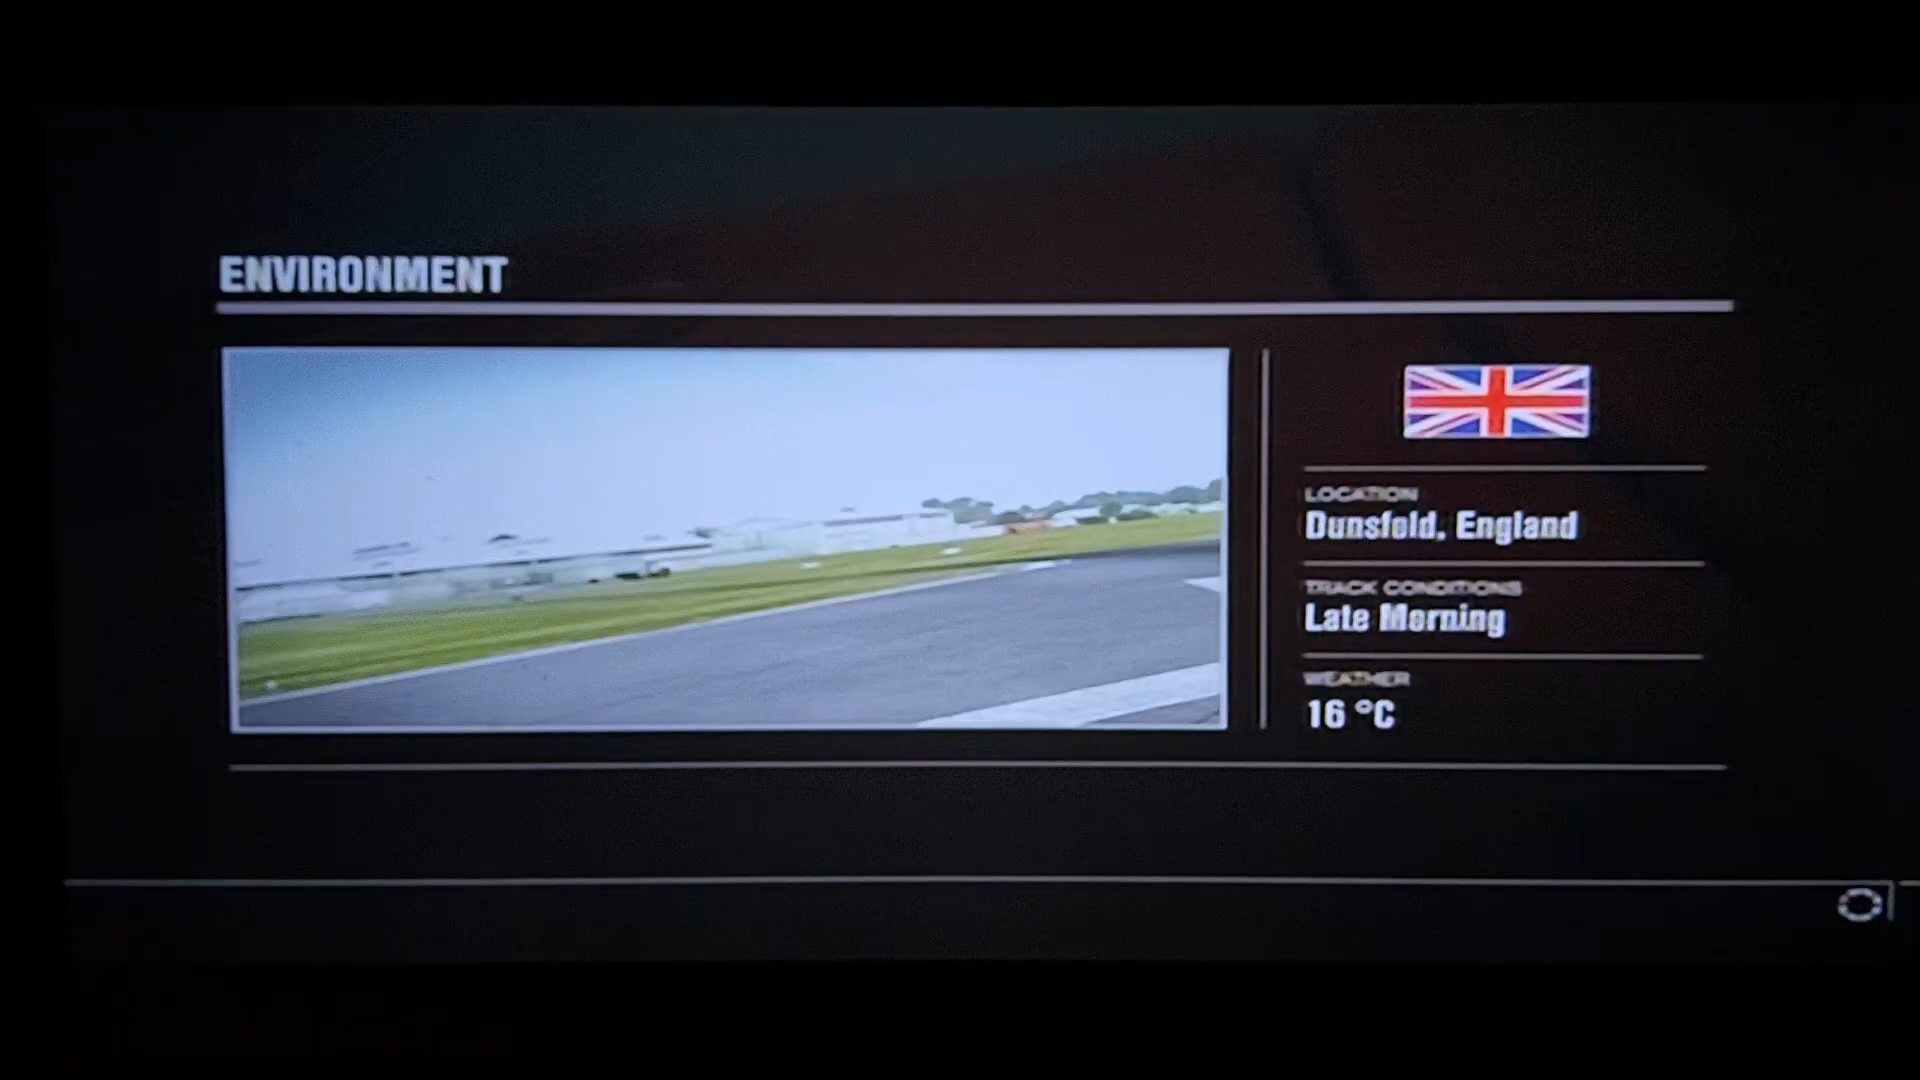 ENVIRONMENT
LOCATION
Dunsfold, England
TRACK CONDITIONS
Late Morning
WEATHER
16 °C